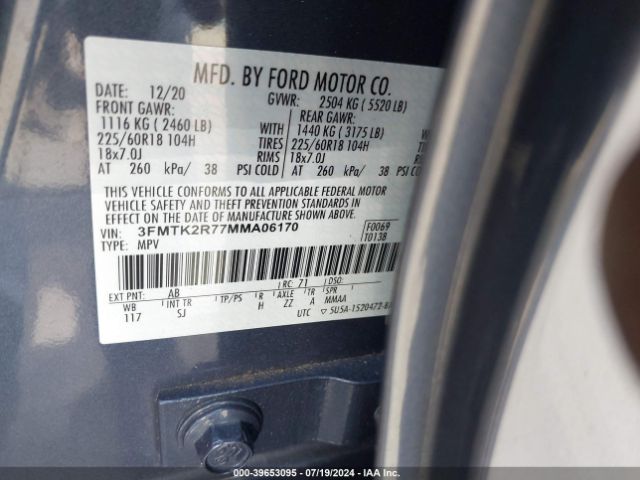 MFD. BY FORD MOTOR CO.
DATE: 12/20 GVWR: 2504 KG ( 5520 LB)
FRONT GAWR: REAR GAWR:
1116 KG ( 2460 LB) WITH 1440 KG ( 3175 LB) WITH
225/60R18 104H TIRES 225/60R18 104H
18x7.0J RIMS 18x7.0J
AT 260 kPa/ 38 PSI COLD AT 260 kPa/ 38 PSI COLD
THIS VEHICLE CONFORMS TO ALL APPLICABLE FEDERAL MOTOR
VEHICLE SAFETY AND THEFT PREVENTION STANDARDS IN
EFFECT ON THE DATE OF MANUFACTURE SHOWN ABOVE.
VIN: 3FMTK2R77MMA06170 F0069
TYPE: MPV T0138
EXT PNT: AB RC: 71 DSO:
WB INT TR TP/PS R AXLE TR SPR
117 SJ H ZZ A MMAA
UTC ▽ 5U5A-1520472-
000-39653095 / 07/19/2024 - IAA Inc.